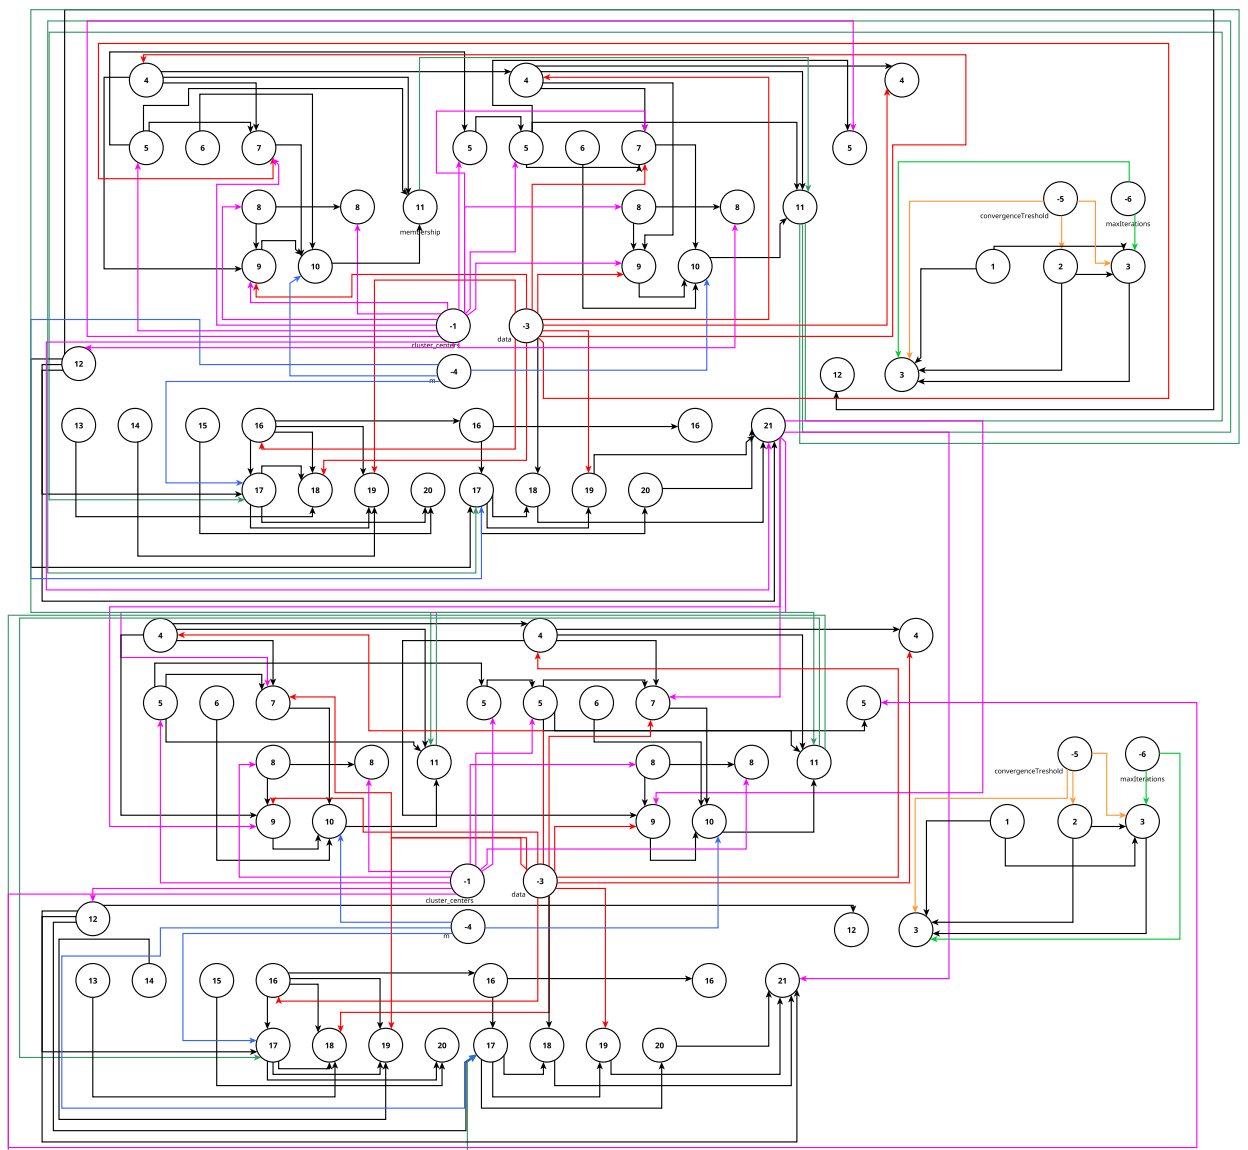 4 4 4
5 6 7 5 5 6 7 5
8 8 11 8 8 11 -5 -6
convergenceTreshold
membership maxIterations
9 10 9 10 1 2 3
-1 -3
data
cluster_centers
12 -4 12 3
m
13 14 15 16 16 16 21
17 18 19 20 17 18 19 20
4 4 4
5 6 7 5 5 6 7 5
8 8 11 8 8 11 -5 -6
convergenceTreshold
maxIterations
9 10 9 10 1 2 3
-1 -3
data
cluster_centers
12 -4 12 3
m
13 14 15 16 16 16 21
17 18 19 20 17 18 19 20